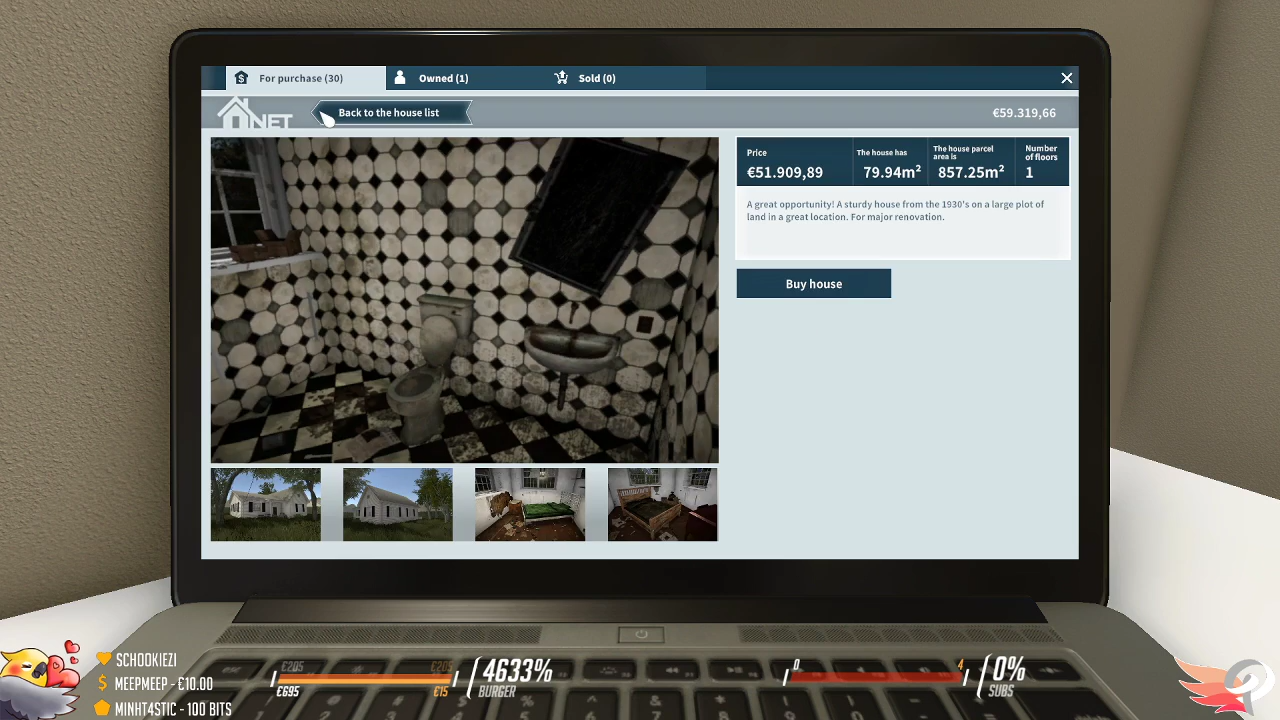 For purchase (30)
Owned (1)
Sold (0)
NET
Back to the house list
€59.319,66
Price
€51.909,89
The house has
79.94m²
The house parcel
area is
857.25m²
Number
of floors
1
A great opportunity! A sturdy house from the 1930's on a large plot of
land in a great location. For major renovation.
Buy house
SCHOOKIEZI
MEEPMEEP - €10.00
MINHT4STIC - 100 BITS
€205
€205
€695
€15
4633%
BURGER
0
4
0%
SUBS